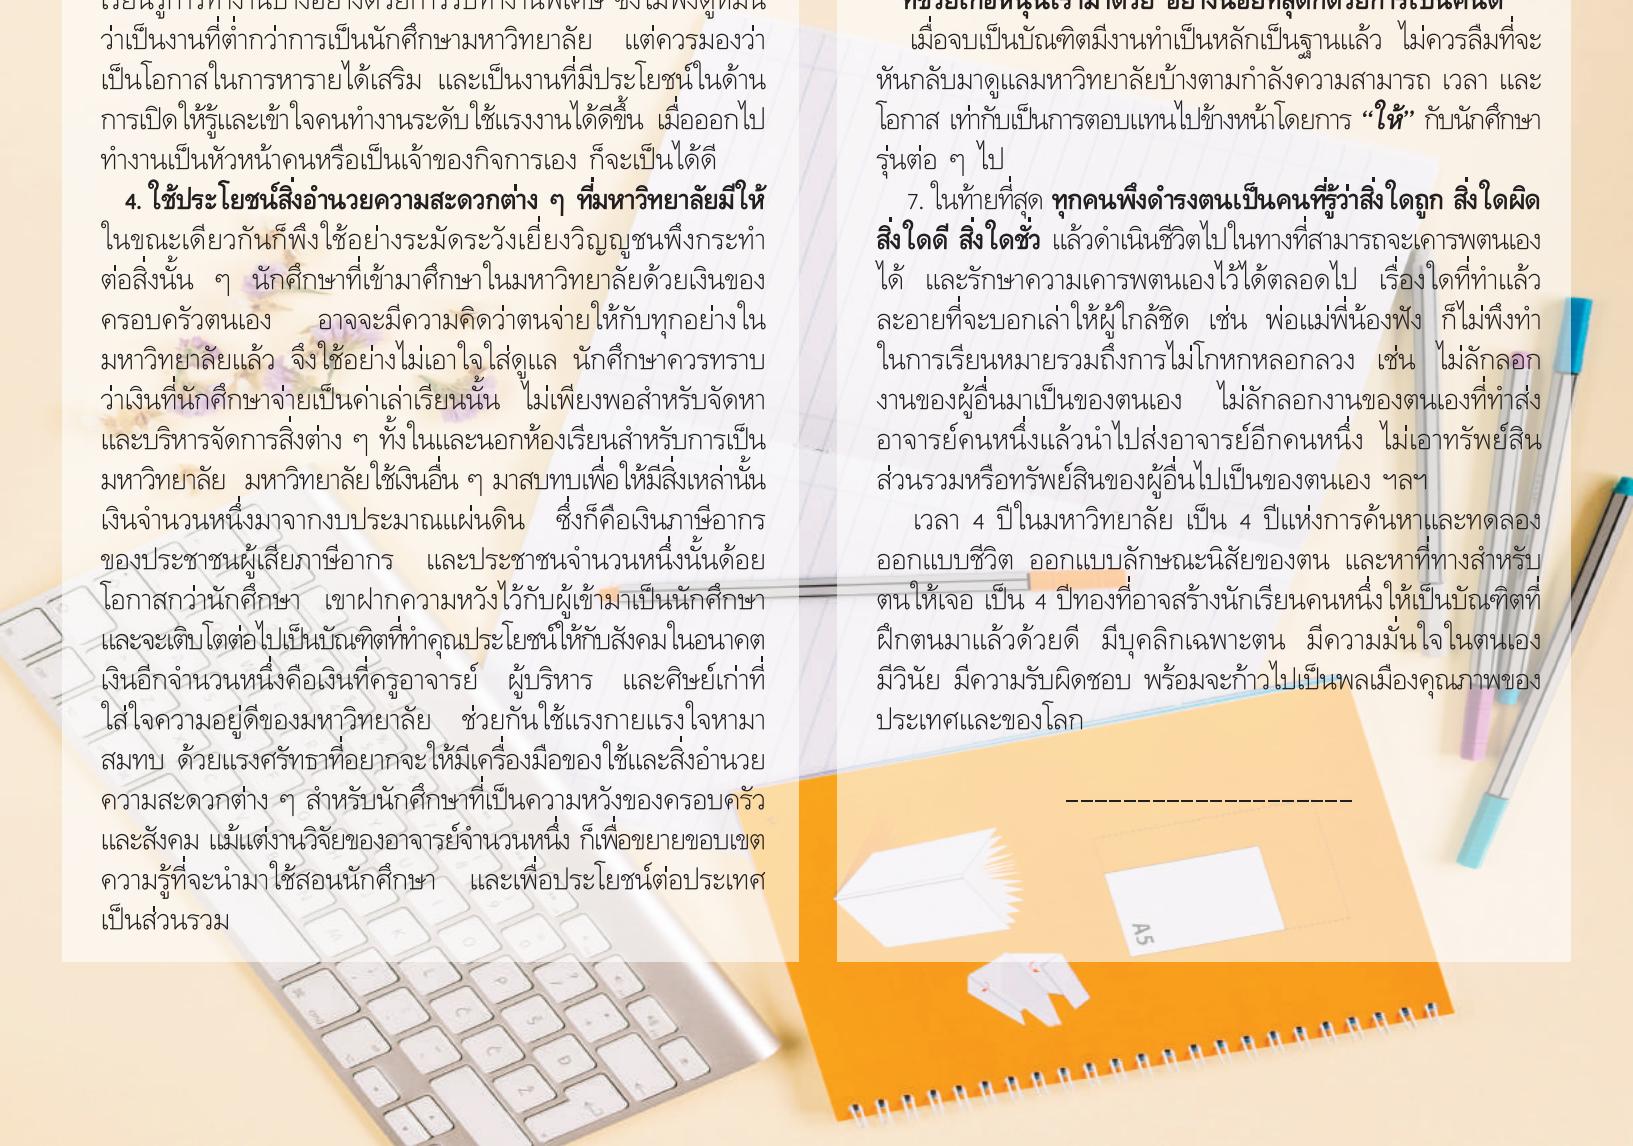 เรียนรู้การทำงานบางอย่างด้วยการรับทำงานพิเศษ ซึ่งไม่พึงดูหมิ่น
ว่าเป็นงานที่ต่ำกว่าการเป็นนักศึกษามหาวิทยาลัย แต่ควรมองว่า
เป็นโอกาสในการหารายได้เสริม และเป็นงานที่มีประโยชน์ในด้าน
การเปิดให้รู้และเข้าใจคนทำงานระดับใช้แรงงานได้ดีขึ้น เมื่อออกไป
ทำงานเป็นหัวหน้าคนหรือเป็นเจ้าของกิจการเอง ก็จะเป็นได้ดี
4. ใช้ประโยชน์สิ่งอำนวยความสะดวกต่าง ๆ ที่มหาวิทยาลัยมีให้
ในขณะเดียวกันก็พึงใช้อย่างระมัดระวังเยี่ยงวิญญูชนพึงกระทำ
ต่อสิ่งนั้น ๆ นักศึกษาที่เข้ามาศึกษาในมหาวิทยาลัยด้วยเงินของ
ครอบครัวตนเอง อาจจะมีความคิดว่าตนจ่ายให้กับทุกอย่างใน
มหาวิทยาลัยแล้ว จึงใช้อย่างไม่เอาใจใส่ดูแล นักศึกษาควรทราบ
ว่าเงินที่นักศึกษาจ่ายเป็นค่าเล่าเรียนนั้น ไม่เพียงพอสำหรับจัดหา
และบริหารจัดการสิ่งต่าง ๆ ทั้งในและนอกห้องเรียนสำหรับการเป็น
มหาวิทยาลัย มหาวิทยาลัยใช้เงินอื่น ๆ มาสบทบเพื่อให้มีสิ่งเหล่านั้น
เงินจำนวนหนึ่งมาจากงบประมาณแผ่นดิน ซึ่งก็คือเงินภาษีอากร
ของประชาชนผู้เสียภาษีอากร และประชาชนจำนวนหนึ่งนั้นด้อย
โอกาสกว่านักศึกษา เขาฝากความหวังไว้กับผู้เข้ามาเป็นนักศึกษา
และจะเติบโตต่อไปเป็นบัณฑิตที่ทำคุณประโยชน์ให้กับสังคมในอนาคต
เงินอีกจำนวนหนึ่งคือเงินที่ครูอาจารย์ ผู้บริหาร และศิษย์เก่าที่
ใส่ใจความอยู่ดีของมหาวิทยาลัย ช่วยกันใช้แรงกายแรงใจหามา
สมทบ ด้วยแรงศรัทธาที่อยากจะให้มีเครื่องมือของใช้และสิ่งอำนวย
ความสะดวกต่าง ๆ สำหรับนักศึกษาที่เป็นความหวังของครอบครัว
และสังคม แม้แต่งานวิจัยของอาจารย์จำนวนหนึ่ง ก็เพื่อขยายขอบเขต
ความรู้ที่จะนำมาใช้สอนนักศึกษา และเพื่อประโยชน์ต่อประเทศ
เป็นส่วนรวม
ที่ช่วยเกื้อหนุนเรามาด้วย อย่างน้อยที่สุดก็ด้วยการเป็นคนดี
เมื่อจบเป็นบัณฑิตมีงานทำเป็นหลักเป็นฐานแล้ว ไม่ควรลืมที่จะ
หันกลับมาดูแลมหาวิทยาลัยบ้างตามกำลังความสามารถ เวลา และ
โอกาส เท่ากับเป็นการตอบแทนไปข้างหน้าโดยการ “ให้” กับนักศึกษา
รุ่นต่อ ๆ ไป
7. ในท้ายที่สุด ทุกคนพึงดำรงตนเป็นคนที่รู้ว่าสิ่งใดถูก สิ่งใดผิด
สิ่งใดดี สิ่งใดชั่ว แล้วดำเนินชีวิตไปในทางที่สามารถจะเคารพตนเอง
ได้ และรักษาความเคารพตนเองไว้ได้ตลอดไป เรื่องใดที่ทำแล้ว
ละอายที่จะบอกเล่าให้ผู้ใกล้ชิด เช่น พ่อแม่พี่น้องฟัง ก็ไม่พึงทำ
ในการเรียนหมายรวมถึงการไม่โกหกหลอกลวง เช่น ไม่ลักลอก
งานของผู้อื่นมาเป็นของตนเอง ไม่ลักลอกงานของตนเองที่ทำส่ง
อาจารย์คนหนึ่งแล้วนำไปส่งอาจารย์อีกคนหนึ่ง ไม่เอาทรัพย์สิน
ส่วนรวมหรือทรัพย์สินของผู้อื่นไปเป็นของตนเอง ฯลฯ
เวลา 4 ปีในมหาวิทยาลัย เป็น 4 ปีแห่งการค้นหาและทดลอง
ออกแบบชีวิต ออกแบบลักษณะนิสัยของตน และหาที่ทางสำหรับ
ตนให้เจอ เป็น 4 ปีทองที่อาจสร้างนักเรียนคนหนึ่งให้เป็นบัณฑิตที่
ฝึกตนมาแล้วด้วยดี มีบุคลิกเฉพาะตน มีความมั่นใจในตนเอง
มีวินัย มีความรับผิดชอบ พร้อมจะก้าวไปเป็นพลเมืองคุณภาพของ
ประเทศและของโลก
A5